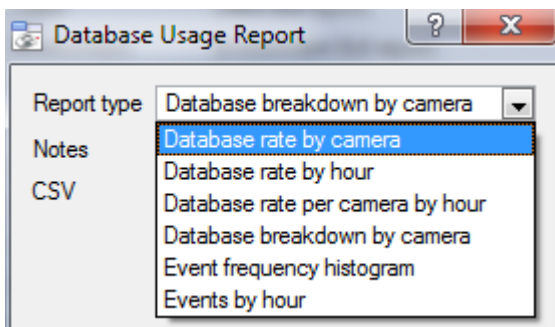 Database Usage Report
Report type Database breakdown by camera
Notes
CSV
Database rate by camera
Database rate by hour
Database rate per camera by hour
Database breakdown by camera
Event frequency histogram
Events by hour